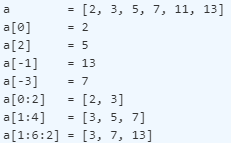 a        = [2, 3, 5, 7, 11, 13]
a[0]     = 2
a[2]     = 5
a[-1]    = 13
a[-3]    = 7
a[0:2]   = [2, 3]
a[1:4]   = [3, 5, 7]
a[1:6:2] = [3, 7, 13]